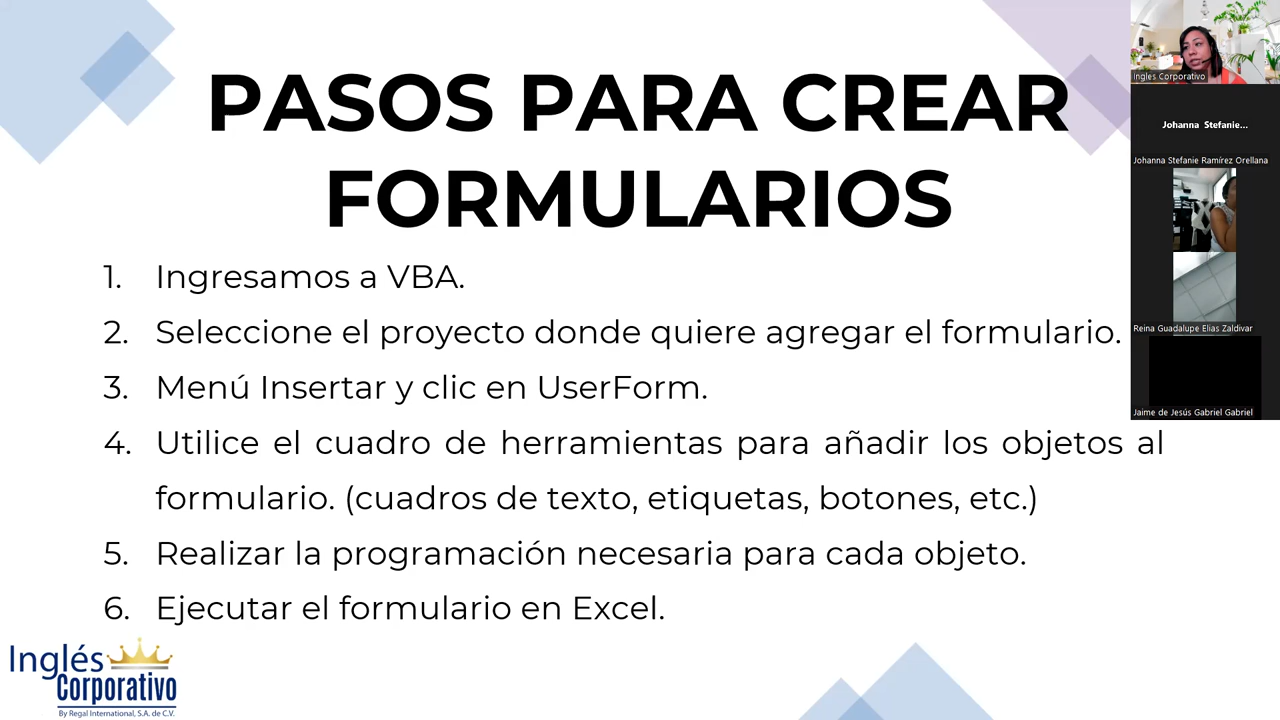 PASOS PARA CREAR
FORMULARIOS
1. Ingresamos a VBA.
2. Seleccione el proyecto donde quiere agregar el formulario.
3. Menú Insertar y clic en UserForm.
4. Utilice el cuadro de herramientas para añadir los objetos al
formulario. (cuadros de texto, etiquetas, botones, etc.)
5. Realizar la programación necesaria para cada objeto.
6. Ejecutar el formulario en Excel.
Inglés
Corporativo
By Regal International, S.A. de C.V.
Ingles Corporativo
Johanna Stefanie...
Johanna Stefanie Ramírez Orellana
Reina Guadalupe Elias Zaldivar
Jaime de Jesús Gabriel Gabriel